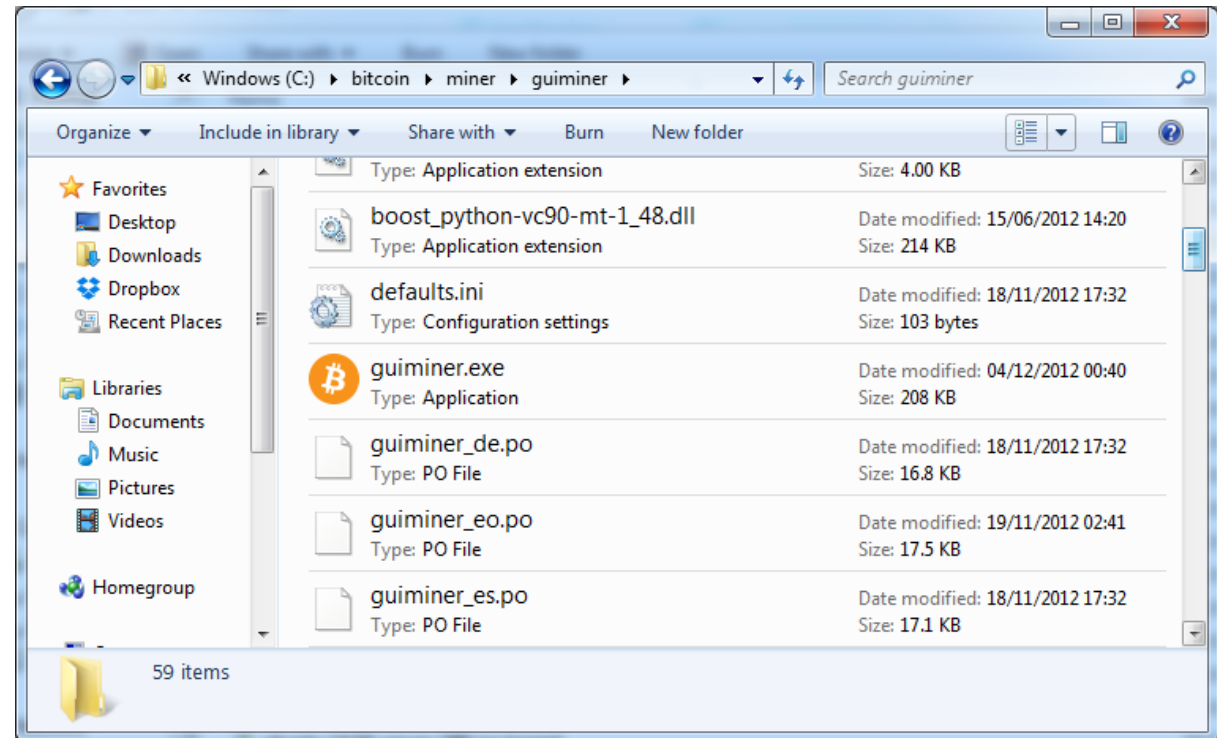 « Windows (C:) ▸ bitcoin ▸ miner ▸ guiminer ▸
Search guiminer
Organize ▾ Include in library ▾ Share with ▾ Burn New folder
Favorites
Desktop
Downloads
Dropbox
Recent Places
Libraries
Documents
Music
Pictures
Videos
Homegroup
Type: Application extension Size: 4.00 KB
boost_python-vc90-mt-1_48.dll Date modified: 15/06/2012 14:20
Type: Application extension Size: 214 KB
defaults.ini Date modified: 18/11/2012 17:32
Type: Configuration settings Size: 103 bytes
guiminer.exe Date modified: 04/12/2012 00:40
Type: Application Size: 208 KB
guiminer_de.po Date modified: 18/11/2012 17:32
Type: PO File Size: 16.8 KB
guiminer_eo.po Date modified: 19/11/2012 02:41
Type: PO File Size: 17.5 KB
guiminer_es.po Date modified: 18/11/2012 17:32
Type: PO File Size: 17.1 KB
59 items